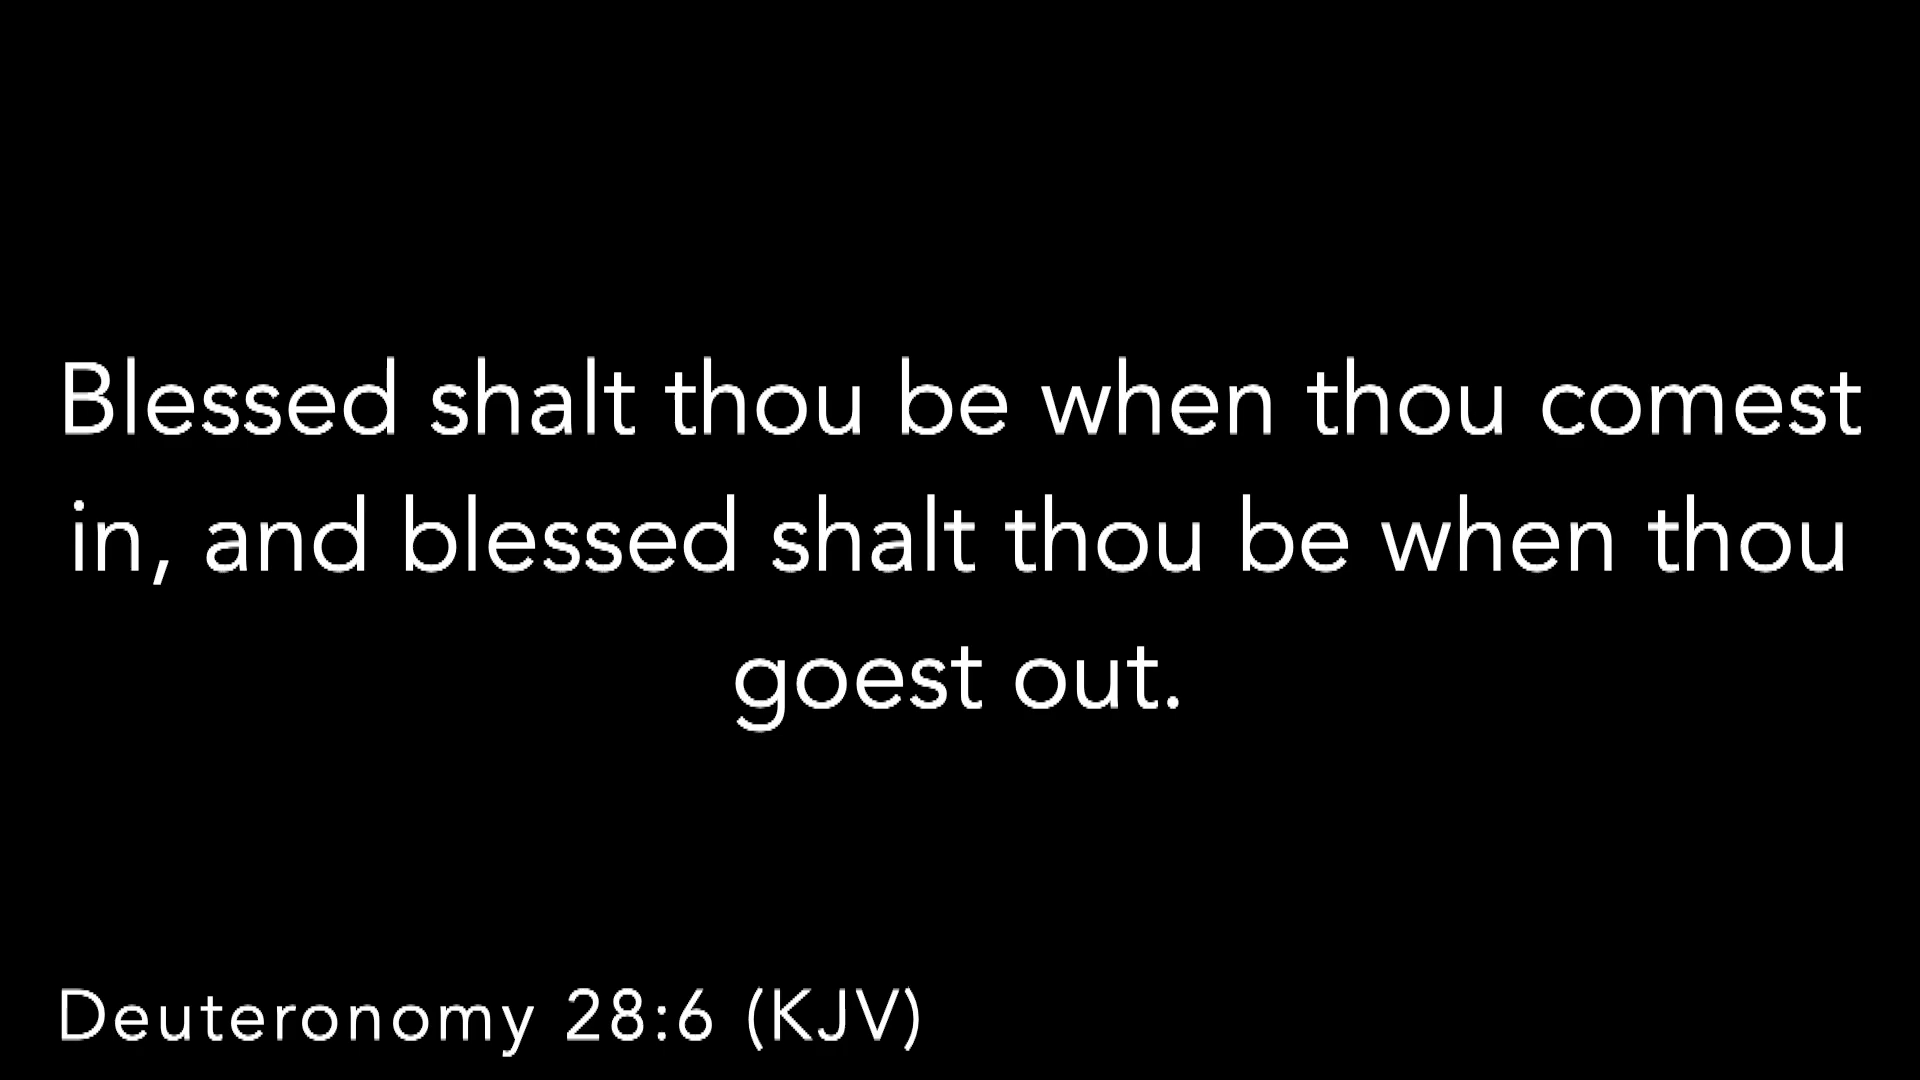 Blessed shalt thou be when thou comest
in, and blessed shalt thou be when thou
goest out.
Deuteronomy 28:6 (KJV)